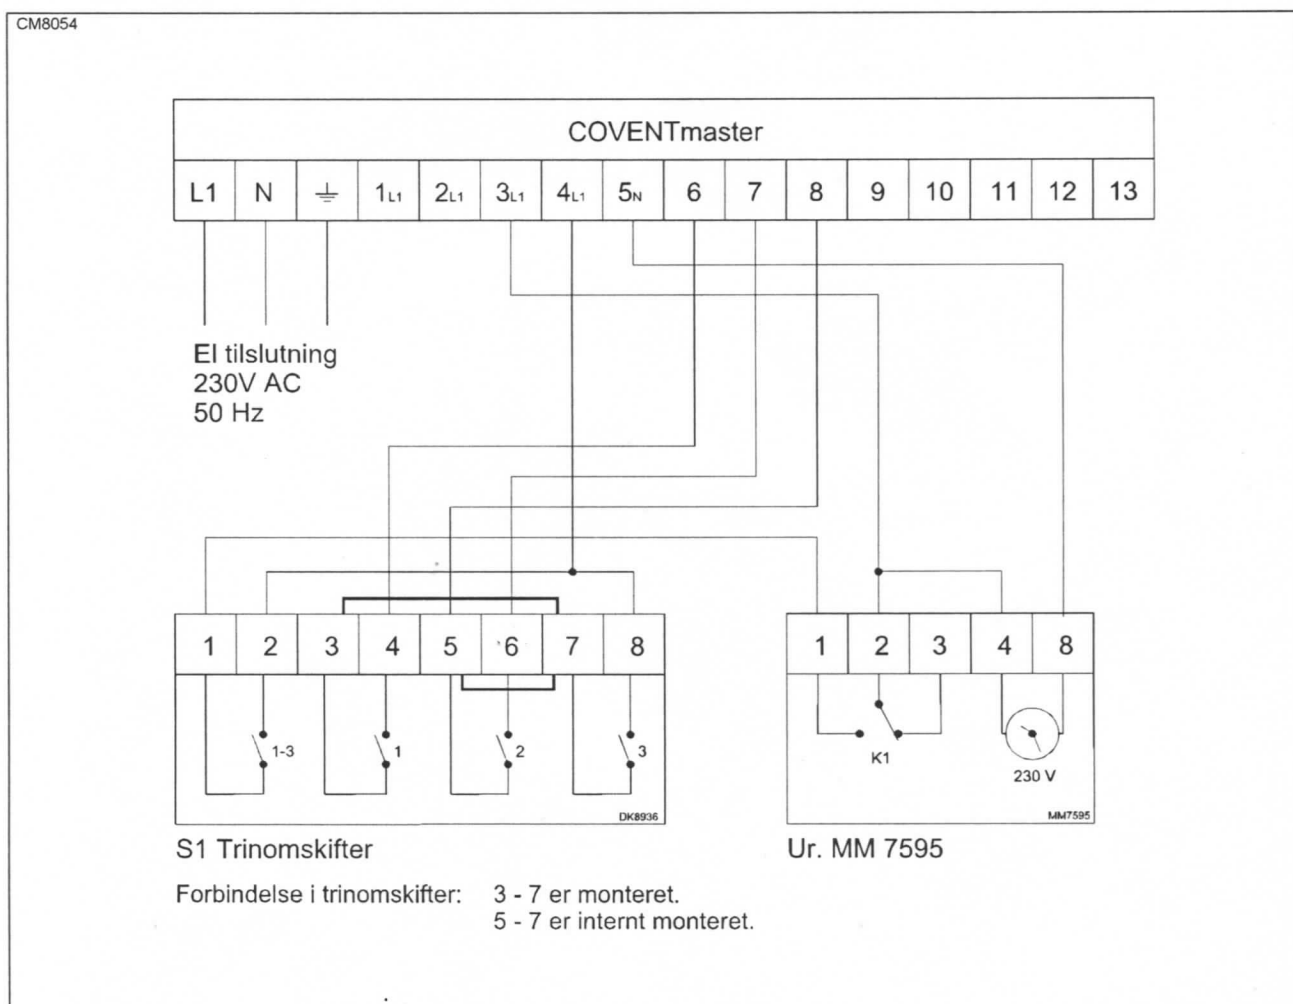 CM8054
COVENTmaster
L1 N 1L1 2L1 3L1 4L1 5N 6 7 8 9 10 11 12 13
El tilslutning
230V AC
50 Hz
1 2 3 4 5 6 7 8
1-3 1 2 3
DK8936
1 2 3 4 8
K1
230 V
MM7595
S1 Trinomskifter
Ur. MM 7595
Forbindelse i trinomskifter: 3 - 7 er monteret.
5 - 7 er internt monteret.